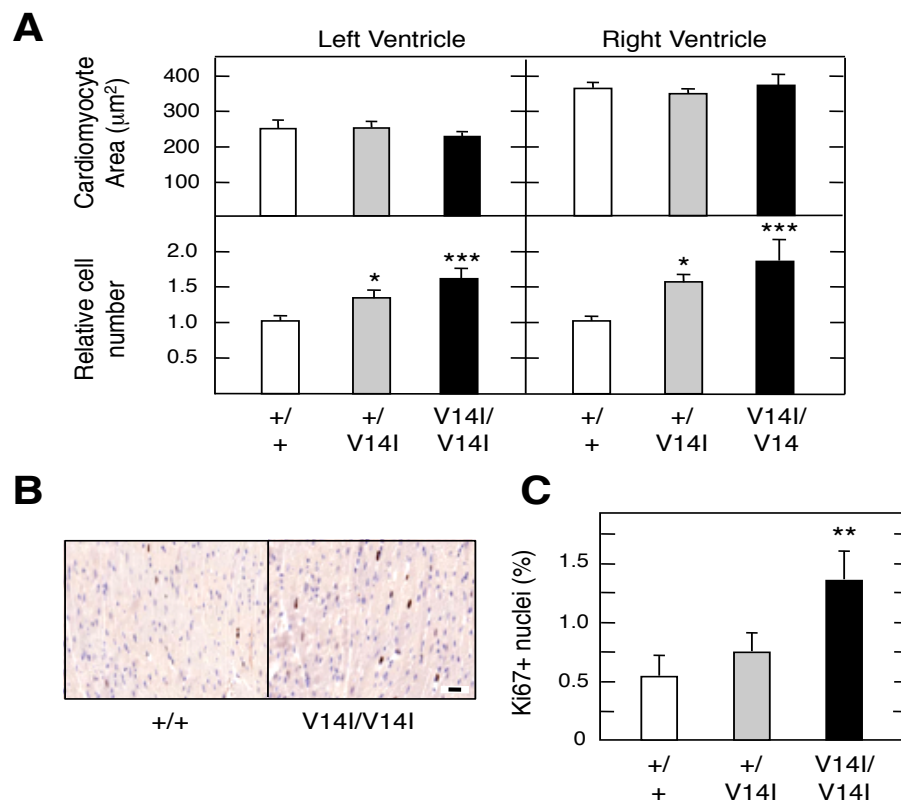 A
Left Ventricle
Right Ventricle
Cardiomyocyte
Area (μm²)
400
300
200
100
Relative cell
number
2.0
1.5
1.0
0.5
*
***
*
***
+/ +/ V14I/ +/ +/ V14I/
+ V14I V14I + V14I V14
B
+/+ V14I/V14I
C
Ki67+ nuclei (%)
1.5
1.0
0.5
0
**
+/ +/ V14I/
+ V14I V14I